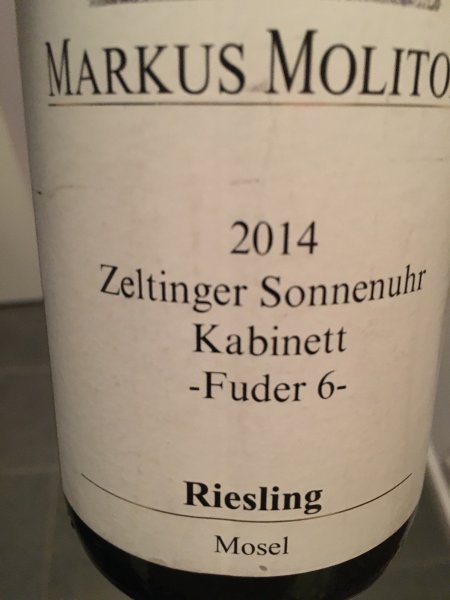 MARKUS MOLITO
2014
Zeltinger Sonnenuhr
Kabinett
-Fuder 6-
Riesling
Mosel